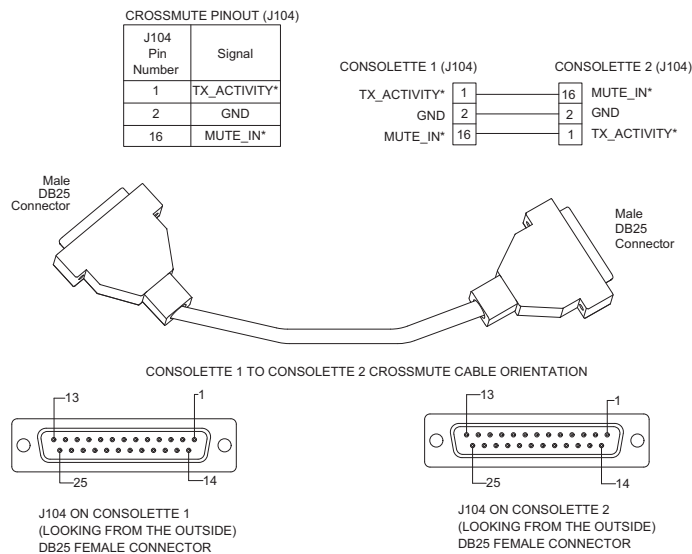 CROSSMUTE PINOUT (J104)
J104
Pin
Number
Signal
1 TX_ACTIVITY*
2 GND
16 MUTE_IN*
CONSOLETTE 1 (J104) CONSOLETTE 2 (J104)
TX_ACTIVITY* 1 16 MUTE_IN*
GND 2 2 GND
MUTE_IN* 16 1 TX_ACTIVITY*
Male
DB25
Connector
Male
DB25
Connector
CONSOLETTE 1 TO CONSOLETTE 2 CROSSMUTE CABLE ORIENTATION
13 1
25 14
J104 ON CONSOLETTE 1
(LOOKING FROM THE OUTSIDE)
DB25 FEMALE CONNECTOR
13 1
25 14
J104 ON CONSOLETTE 2
(LOOKING FROM THE OUTSIDE)
DB25 FEMALE CONNECTOR